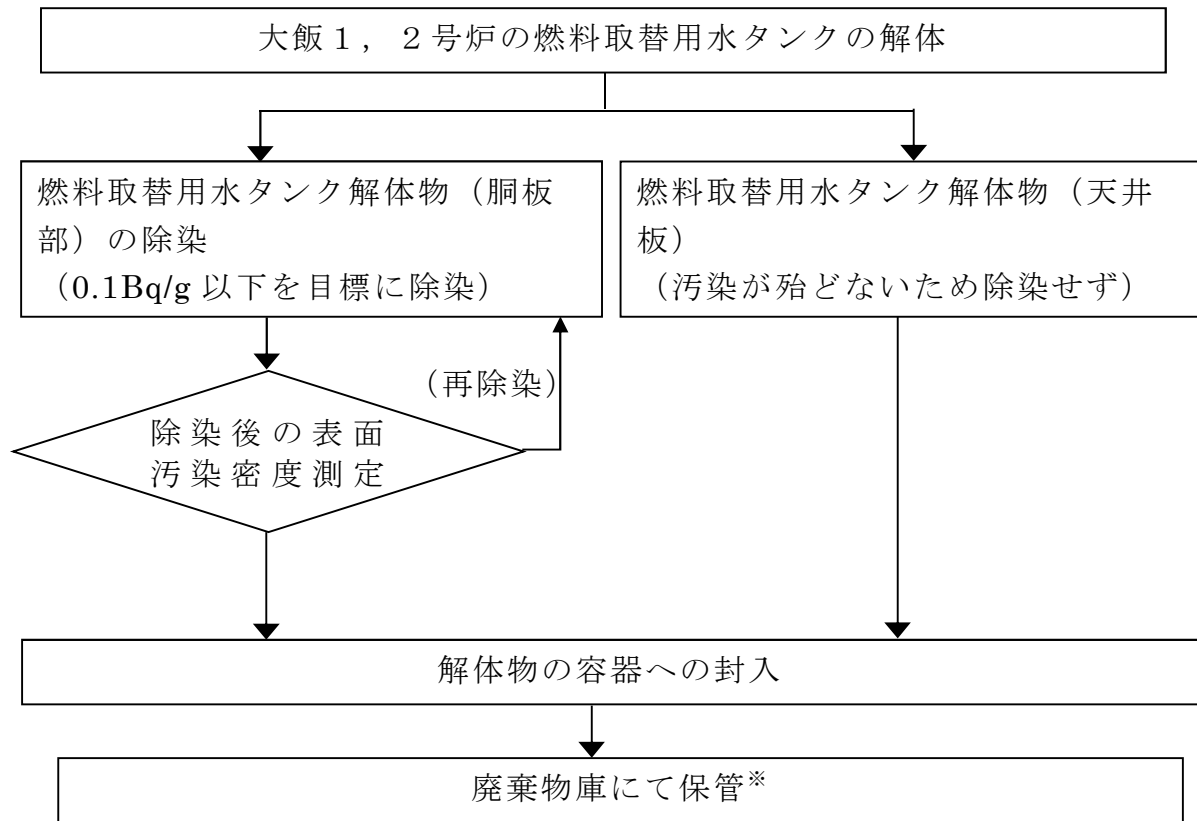 大飯１，２号炉の燃料取替用水タンクの解体
燃料取替用水タンク解体物（胴板
部）の除染
（0.1Bq/g 以下を目標に除染）
燃料取替用水タンク解体物（天井
板）
（汚染が殆どないため除染せず）
（再除染）
除染後の表面
汚染密度測定
解体物の容器への封入
廃棄物庫にて保管※